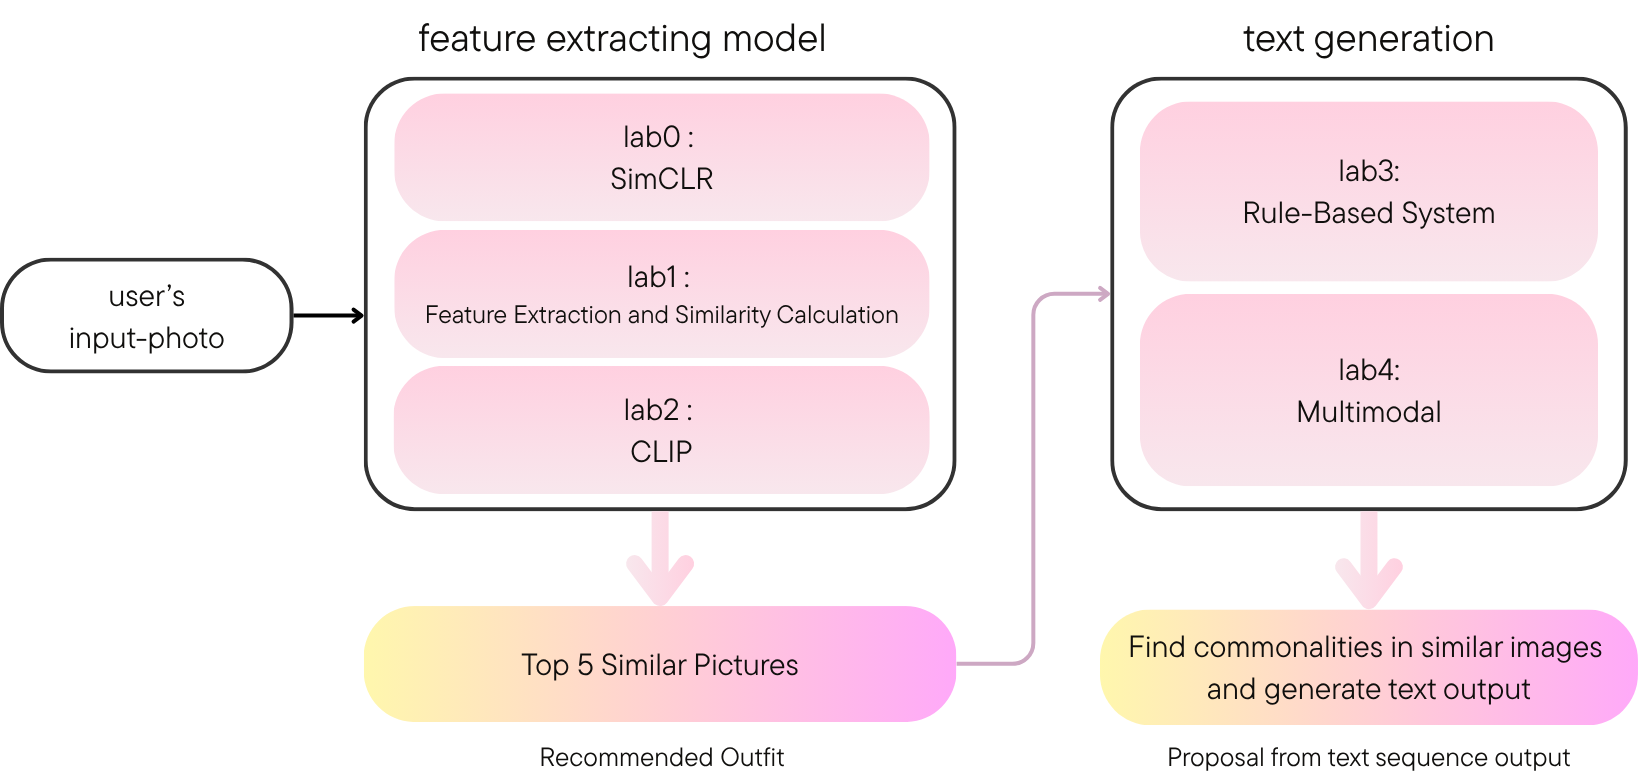 feature extracting model
lab0 :
SimCLR
lab1 :
Feature Extraction and Similarity Calculation
lab2 :
CLIP
user’s
input-photo
Top 5 Similar Pictures
Recommended Outfit
text generation
lab3:
Rule-Based System
lab4:
Multimodal
Find commonalities in similar images
and generate text output
Proposal from text sequence output